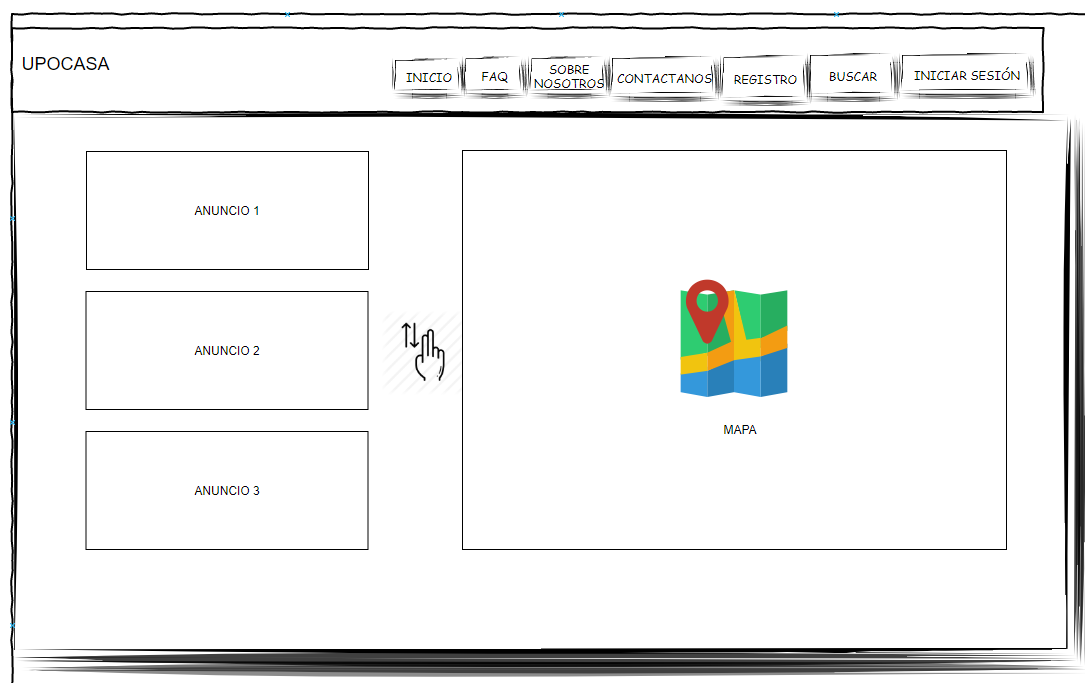 UPOCASA
INICIO
FAQ
SOBRE
NOSOTROS
CONTACTANOS
REGISTRO
BUSCAR
INICIAR SESIÓN
ANUNCIO 1
ANUNCIO 2
ANUNCIO 3
MAPA